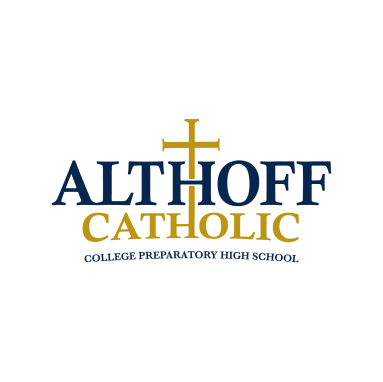 ALTHOFF
CATHOLIC
COLLEGE PREPARATORY HIGH SCHOOL